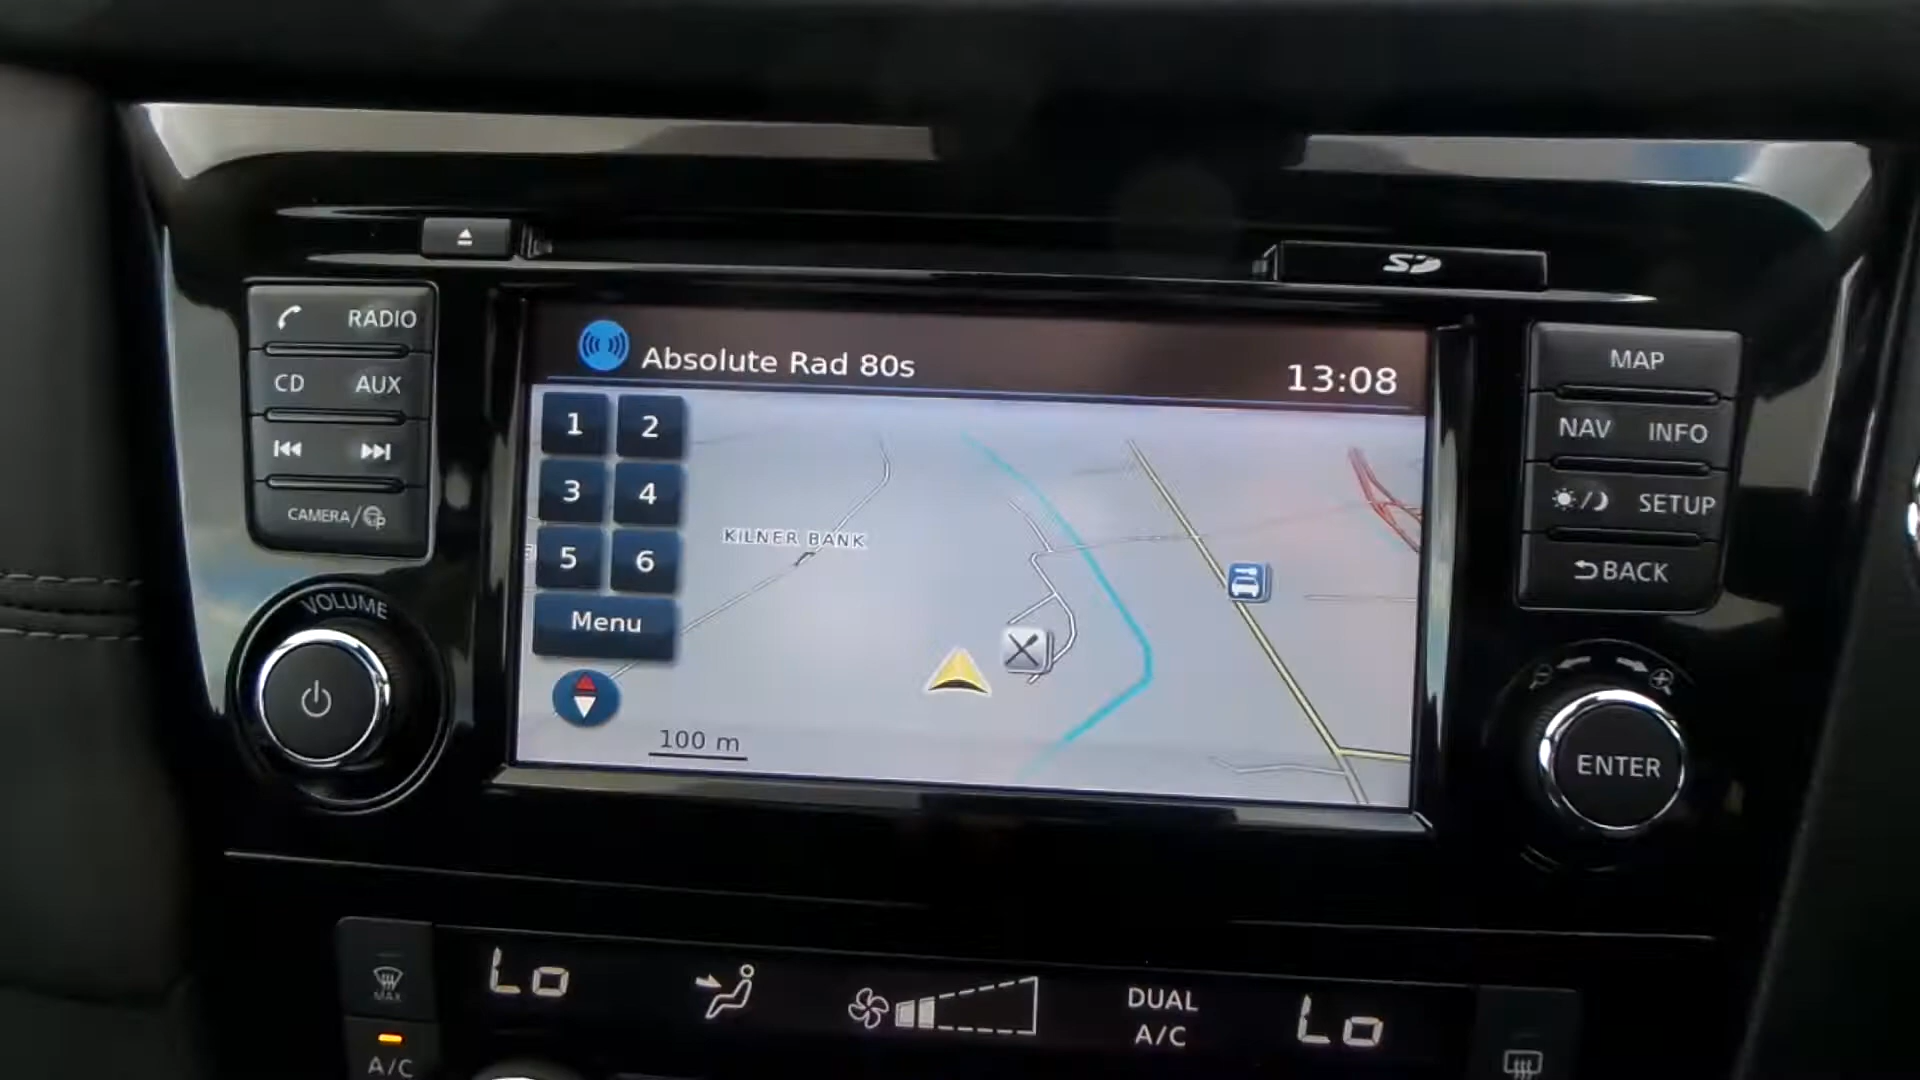 SD
RADIO
CD AUX
CAMERA/
VOLUME
Absolute Rad 80s
13:08
1 2
3 4
5 6
Menu
KILNER BANK
100 m
MAP
NAV INFO
SETUP
BACK
ENTER
MAX
A/C
Lo
DUAL
A/C
Lo